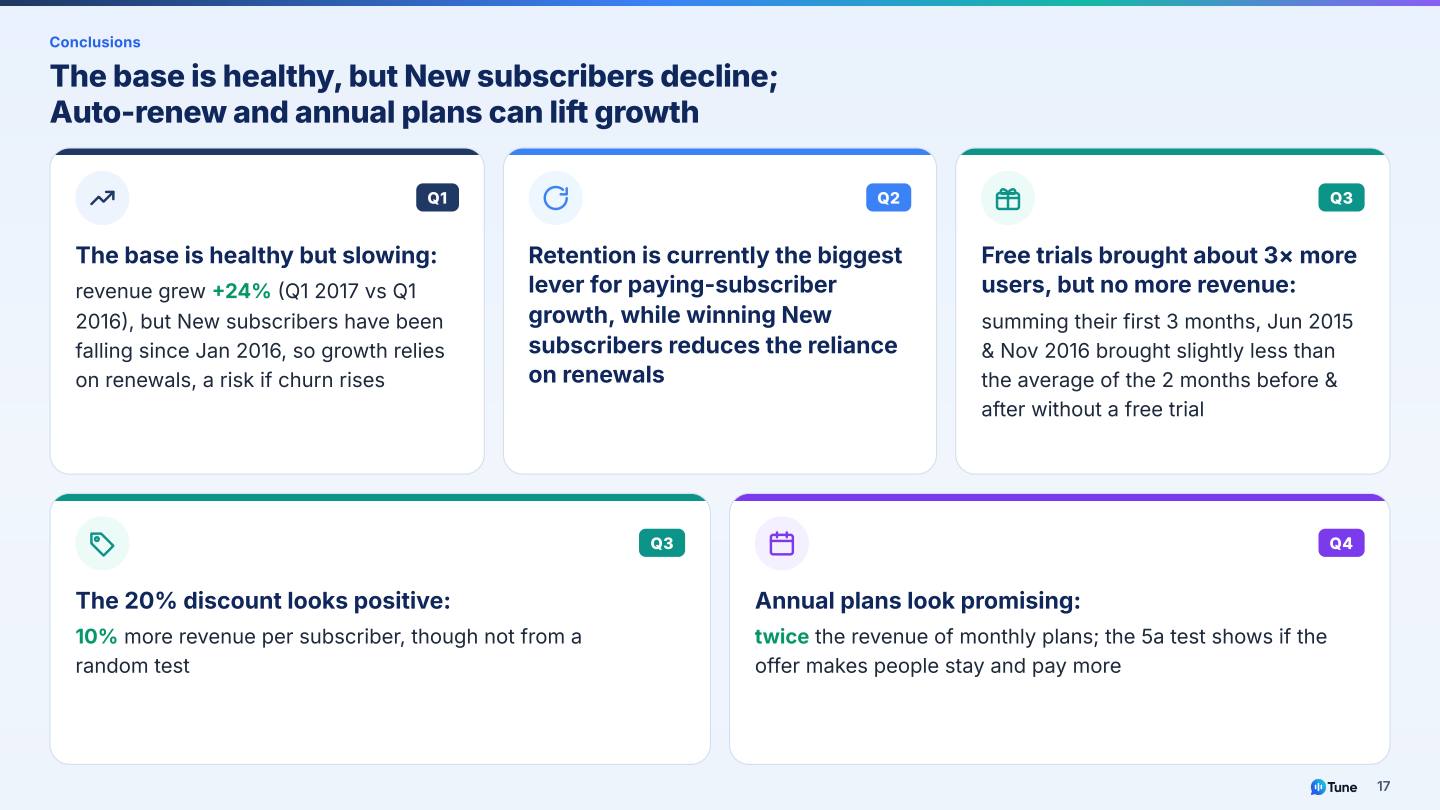 Conclusions
The base is healthy, but New subscribers decline;
Auto-renew and annual plans can lift growth
Q1
The base is healthy but slowing:
revenue grew +24% (Q1 2017 vs Q1
2016), but New subscribers have been
falling since Jan 2016, so growth relies
on renewals, a risk if churn rises
Q2
Retention is currently the biggest
lever for paying-subscriber
growth, while winning New
subscribers reduces the reliance
on renewals
Q3
Free trials brought about 3× more
users, but no more revenue:
summing their first 3 months, Jun 2015
& Nov 2016 brought slightly less than
the average of the 2 months before &
after without a free trial
Q3
The 20% discount looks positive:
10% more revenue per subscriber, though not from a
random test
Q4
Annual plans look promising:
twice the revenue of monthly plans; the 5a test shows if the
offer makes people stay and pay more
Tune
17